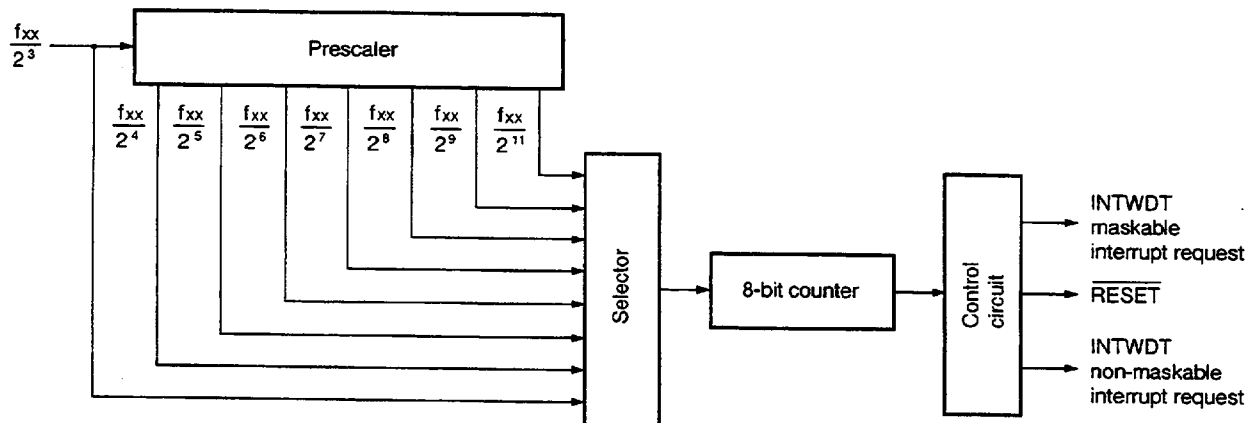 fxx
2³
Prescaler
fxx
2⁴
fxx
2⁵
fxx
2⁶
fxx
2⁷
fxx
2⁸
fxx
2⁹
fxx
2¹¹
Selector
8-bit counter
Control
circuit
INTWDT
maskable
interrupt request
R̅E̅S̅E̅T̅
INTWDT
non-maskable
interrupt request